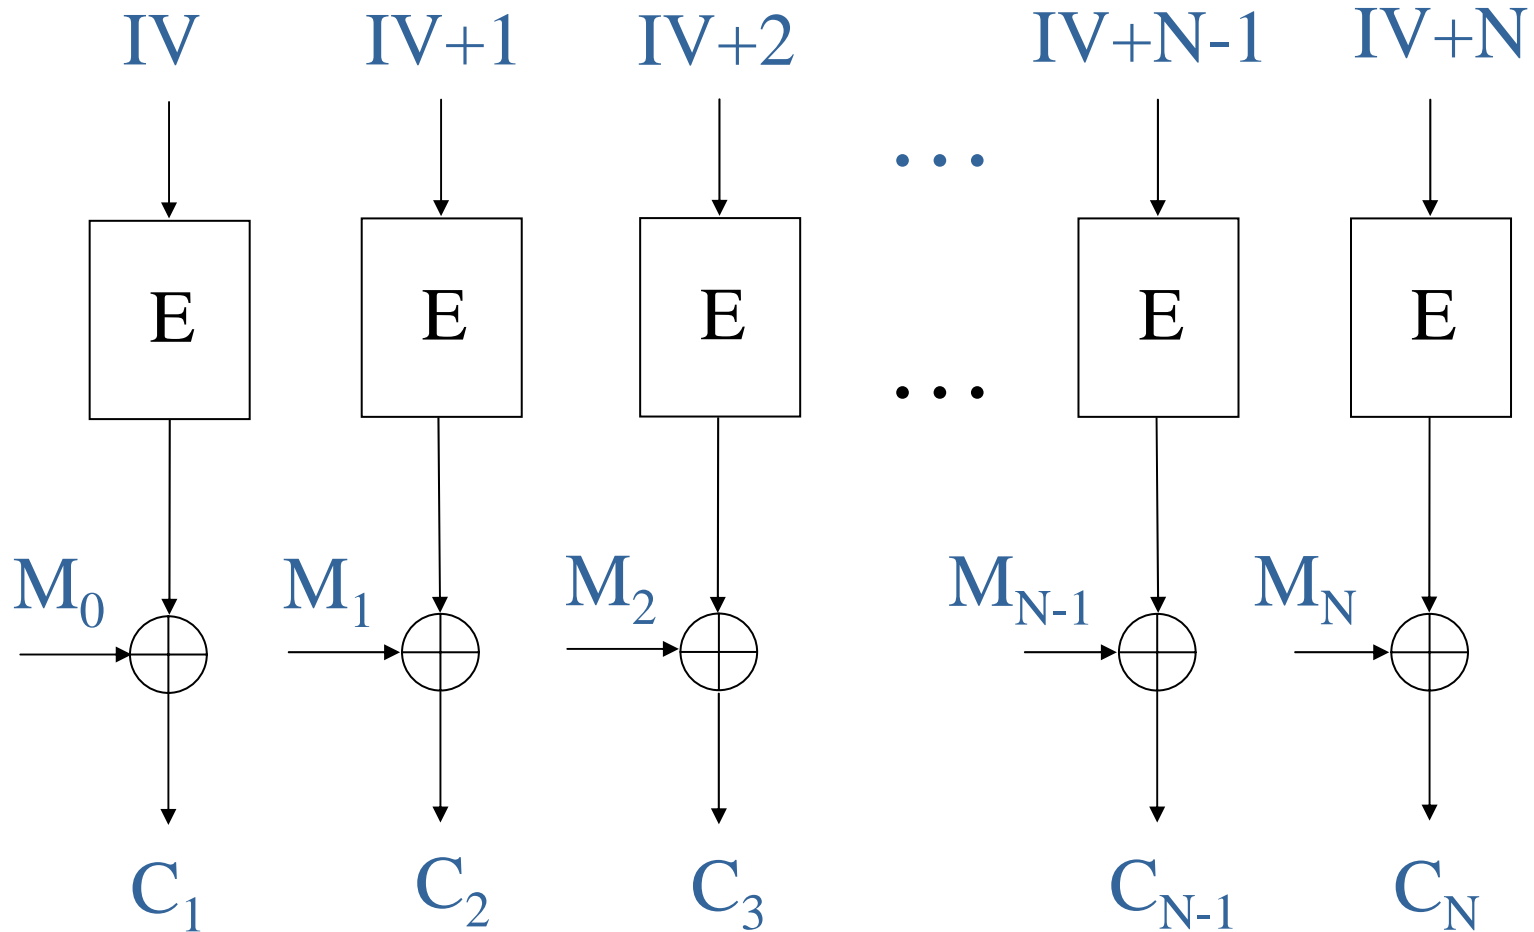 IV IV+1 IV+2 IV+N-1 IV+N
... 
E E E E E
...
M0 M1 M2 MN-1 MN
C1 C2 C3 CN-1 CN